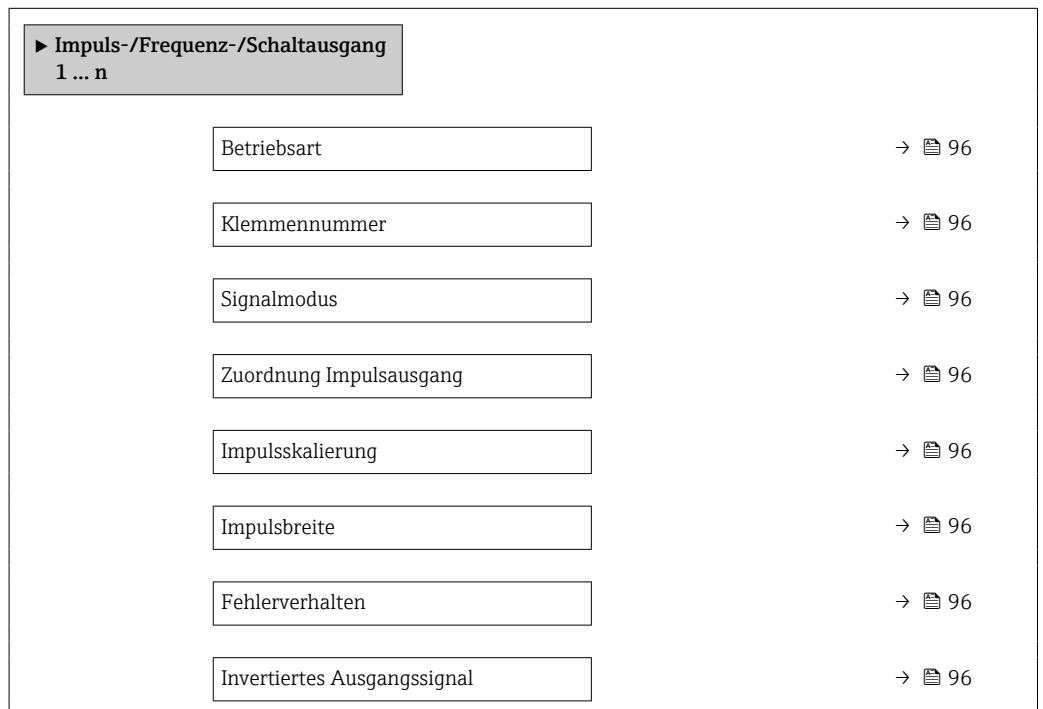 ▶ Impuls-/Frequenz-/Schaltausgang
1 ... n
Betriebsart → 96
Klemmennummer → 96
Signalmodus → 96
Zuordnung Impulsausgang → 96
Impulsskalierung → 96
Impulsbreite → 96
Fehlerverhalten → 96
Invertiertes Ausgangssignal → 96